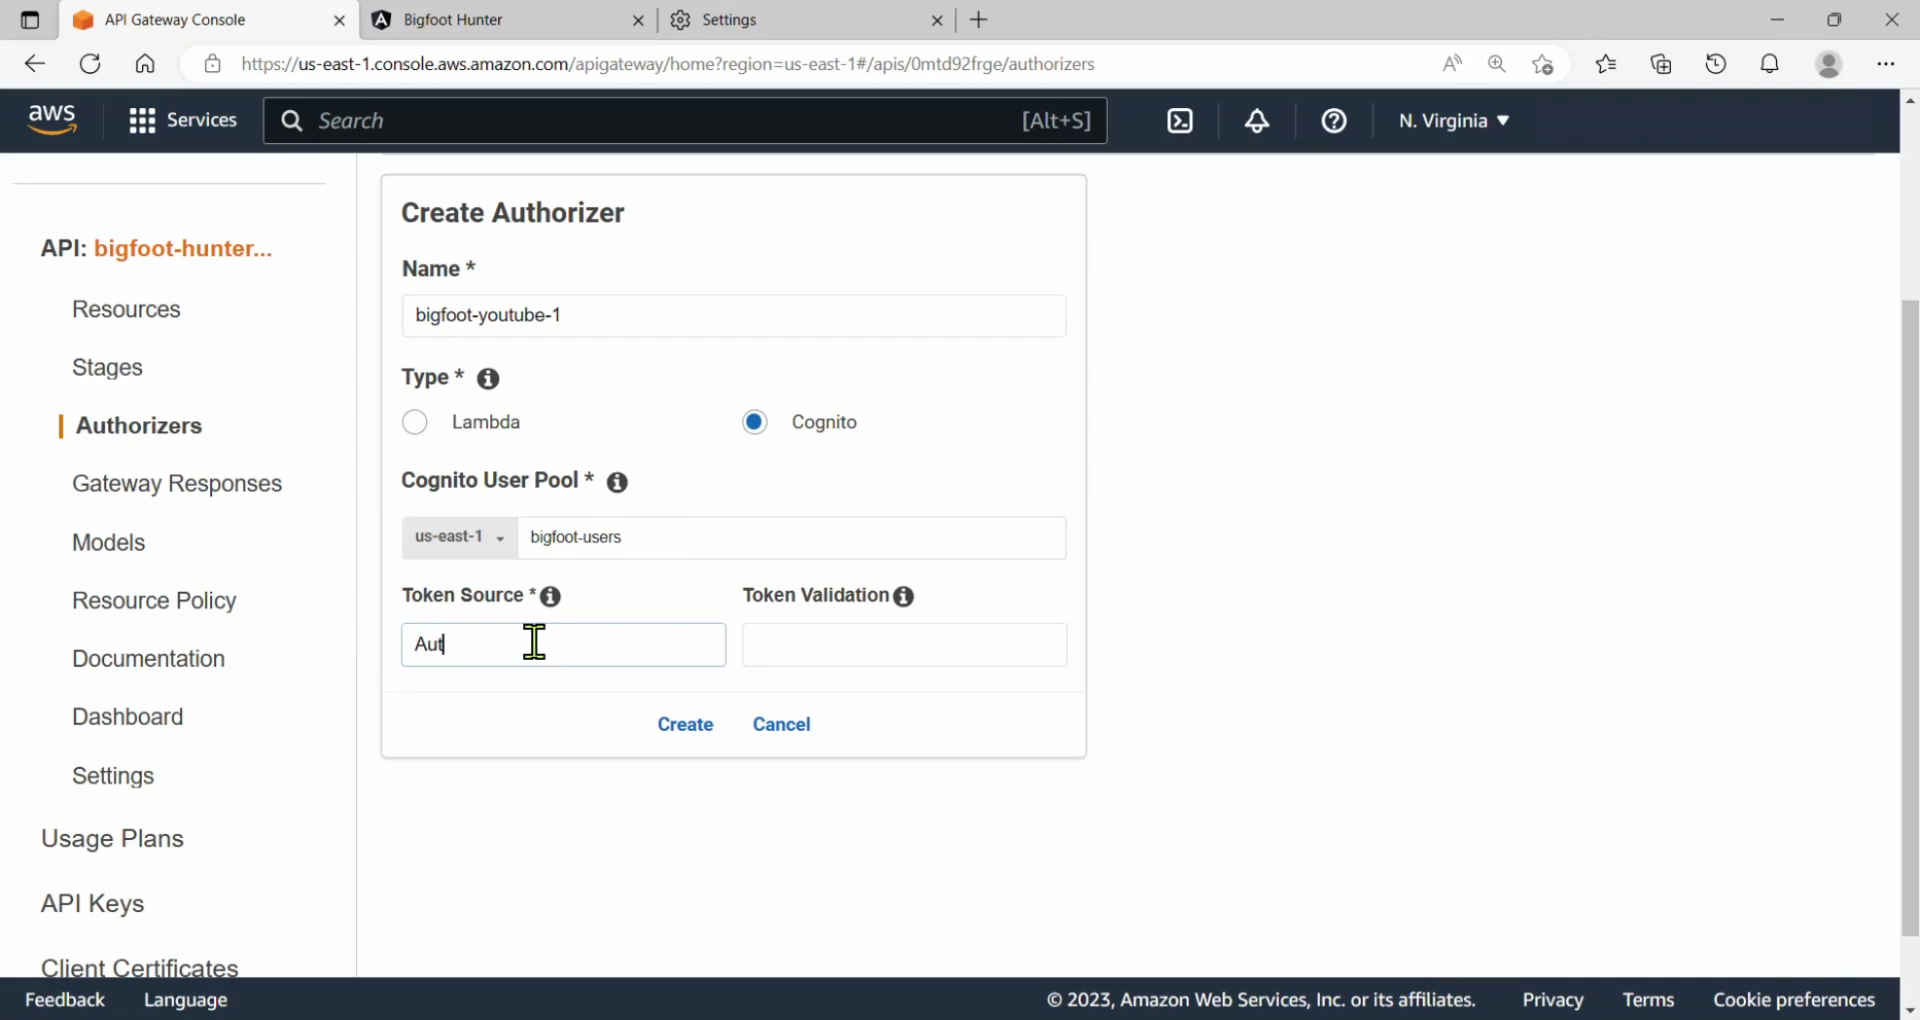 API Gateway Console
Bigfoot Hunter
Settings
https://us-east-1.console.aws.amazon.com/apigateway/home?region=us-east-1#/apis/0mtd92frge/authorizers
aws
Services
Search
[Alt+S]
N. Virginia
API: bigfoot-hunter...
Resources
Stages
Authorizers
Gateway Responses
Models
Resource Policy
Documentation
Dashboard
Settings
Usage Plans
API Keys
Client Certificates
Create Authorizer
Name *
bigfoot-youtube-1
Type *
Lambda
Cognito
Cognito User Pool *
us-east-1
bigfoot-users
Token Source *
Token Validation
Aut
Create
Cancel
Feedback
Language
© 2023, Amazon Web Services, Inc. or its affiliates.
Privacy
Terms
Cookie preferences